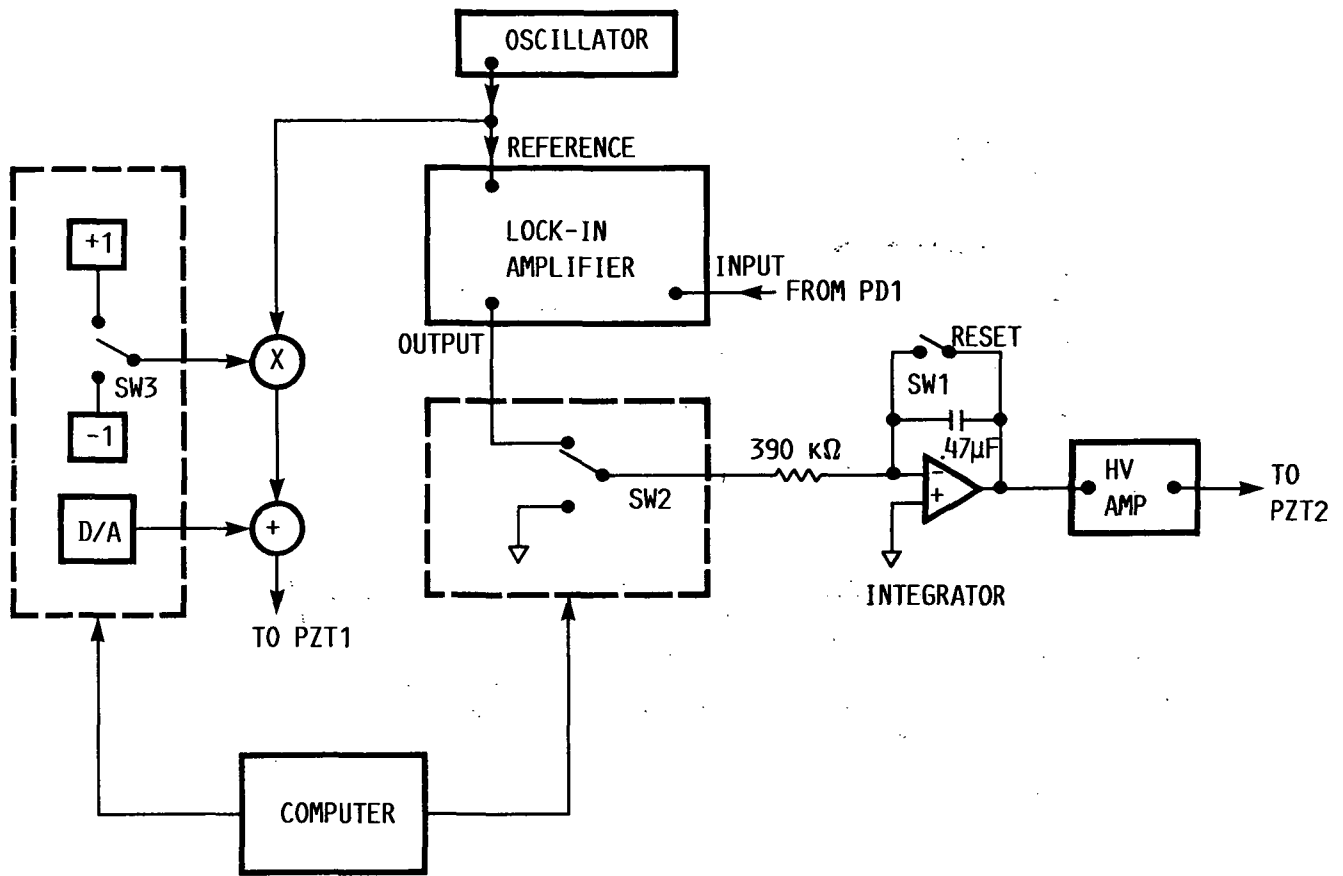 OSCILLATOR
REFERENCE
LOCK-IN
AMPLIFIER
INPUT
FROM PD1
OUTPUT
+1
SW3
-1
D/A
X
+
TO PZT1
SW2
390 KΩ
RESET
SW1
.47µF
-
+
INTEGRATOR
HV
AMP
TO
PZT2
COMPUTER